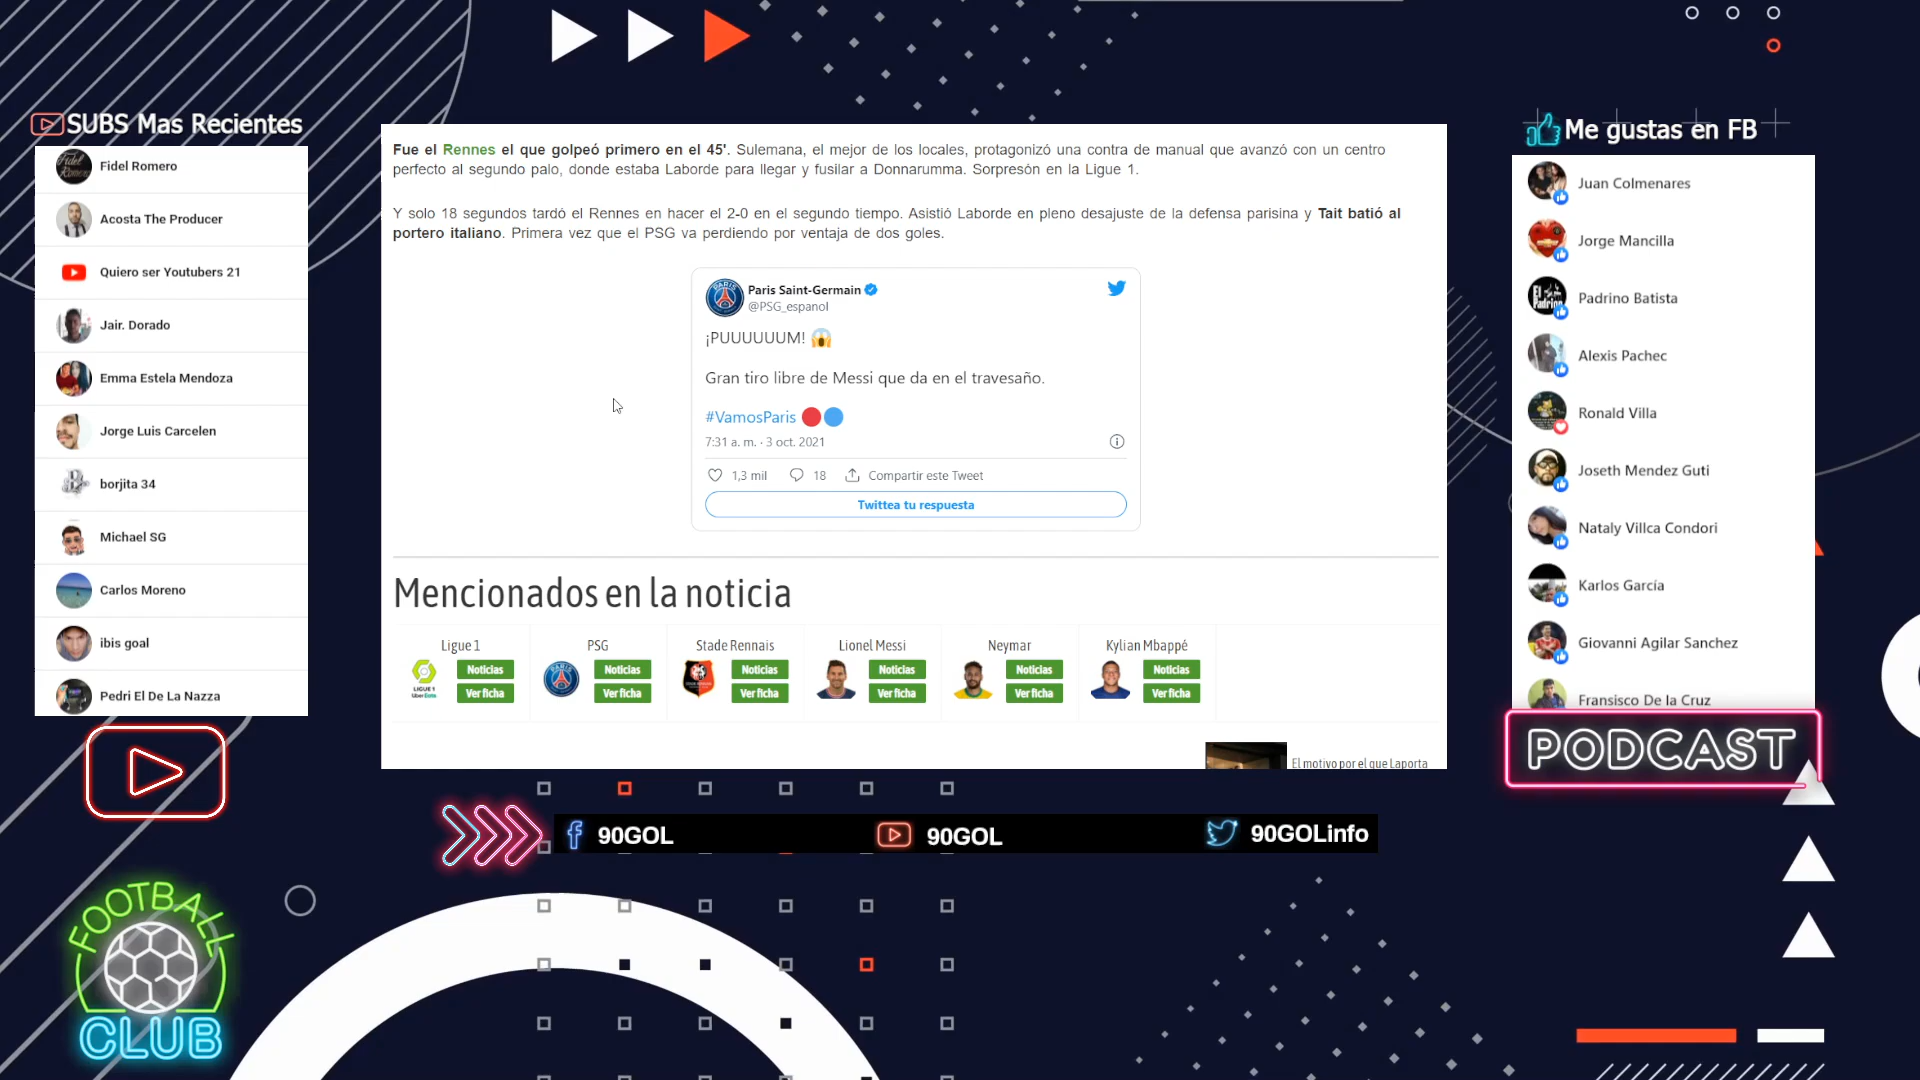 SUBS Mas Recientes
Fidel Romero
Acosta The Producer
Quiero ser Youtubers 21
Jair. Dorado
Emma Estela Mendoza
Jorge Luis Carcelen
borjita 34
Michael SG
Carlos Moreno
ibis goal
Pedri El De La Nazza
Fue el Rennes el que golpeó primero en el 45'. Sulemana, el mejor de los locales, protagonizó una contra de manual que avanzó con un centro
perfecto al segundo palo, donde estaba Laborde para llegar y fusilar a Donnarumma. Sorpresón en la Ligue 1.
Y solo 18 segundos tardó el Rennes en hacer el 2-0 en el segundo tiempo. Asistió Laborde en pleno desajuste de la defensa parisina y Tait batió al
portero italiano. Primera vez que el PSG va perdiendo por ventaja de dos goles.
Paris Saint-Germain
@PSG_espanol
¡PUUUUUUM! 😱
Gran tiro libre de Messi que da en el travesaño.
#VamosParis 🔴🔵
7:31 a. m. · 3 oct. 2021
1,3 mil 18 Compartir este Tweet
Twittea tu respuesta
Mencionados en la noticia
Ligue 1 PSG Stade Rennais Lionel Messi Neymar Kylian Mbappé
Noticias Noticias Noticias Noticias Noticias Noticias
Ver ficha Ver ficha Ver ficha Ver ficha Ver ficha Ver ficha
El motivo por el que Laporta
Me gustas en FB
Juan Colmenares
Jorge Mancilla
Padrino Batista
Alexis Pachec
Ronald Villa
Joseth Mendez Guti
Nataly Villca Condori
Karlos García
Giovanni Agilar Sanchez
Fransisco De la Cruz
PODCAST
90GOL 90GOL 90GOLinfo
FOOTBALL
CLUB